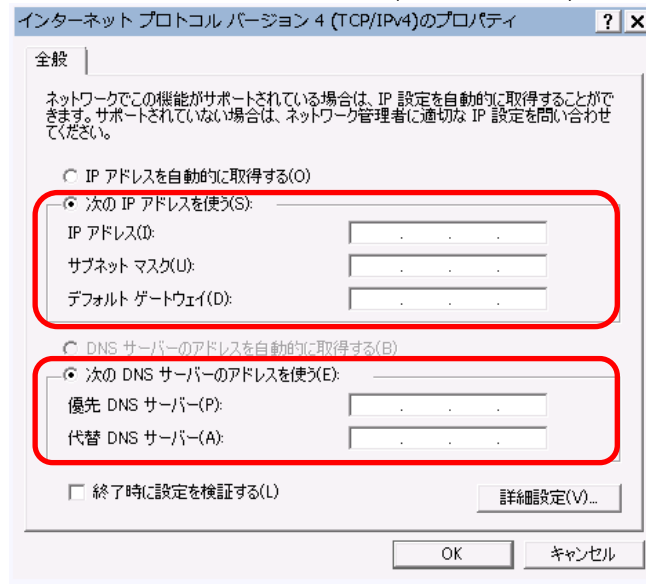 インターネット プロトコル バージョン 4 (TCP/IPv4)のプロパティ
全般
ネットワークでこの機能がサポートされている場合は、IP 設定を自動的に取得することがで
きます。サポートされていない場合は、ネットワーク管理者に適切な IP 設定を問い合わせ
てください。
IP アドレスを自動的に取得する(O)
次の IP アドレスを使う(S):
IP アドレス(I):
サブネット マスク(U):
デフォルト ゲートウェイ(D):
DNS サーバーのアドレスを自動的に取得する(B)
次の DNS サーバーのアドレスを使う(E):
優先 DNS サーバー(P):
代替 DNS サーバー(A):
終了時に設定を検証する(L)
詳細設定(V)...
OK キャンセル